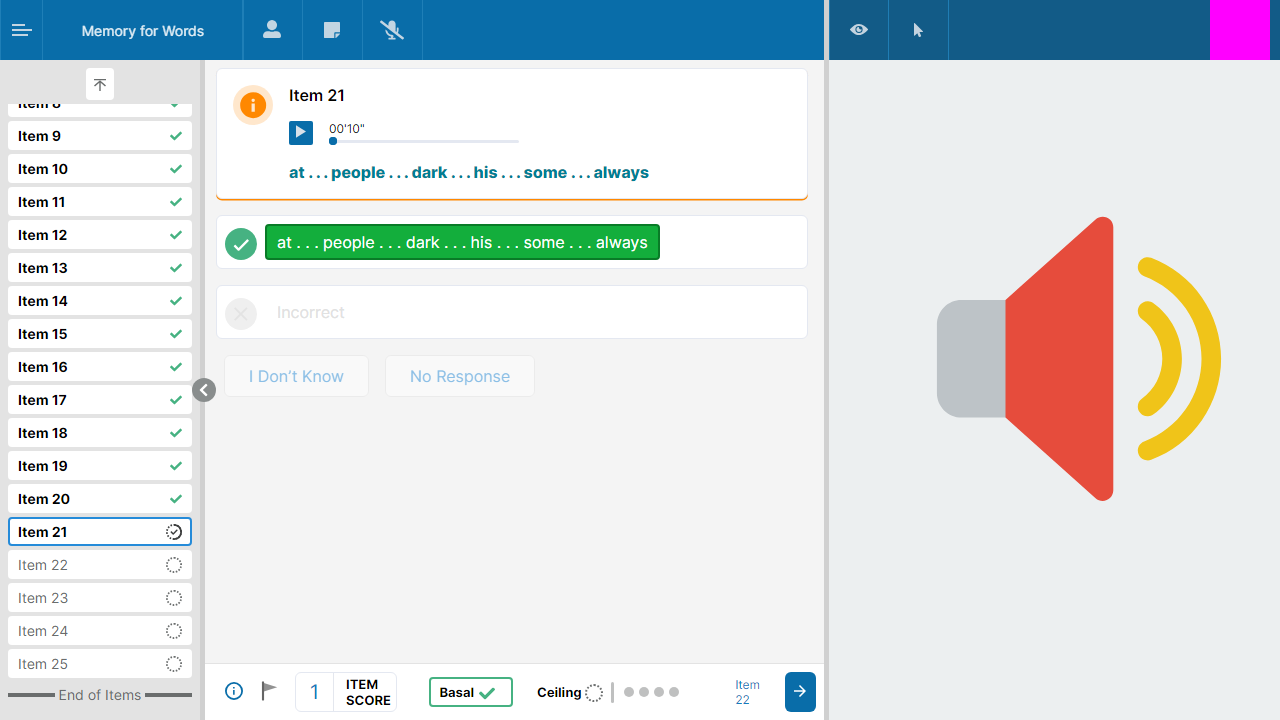 Memory for Words
Item 8
Item 9
Item 10
Item 11
Item 12
Item 13
Item 14
Item 15
Item 16
Item 17
Item 18
Item 19
Item 20
Item 21
Item 22
Item 23
Item 24
Item 25
End of Items
Item 21
00'10"
at . . . people . . . dark . . . his . . . some . . . always
at . . . people . . . dark . . . his . . . some . . . always
Incorrect
I Don't Know
No Response
1
ITEM
SCORE
Basal
Ceiling
Item
22